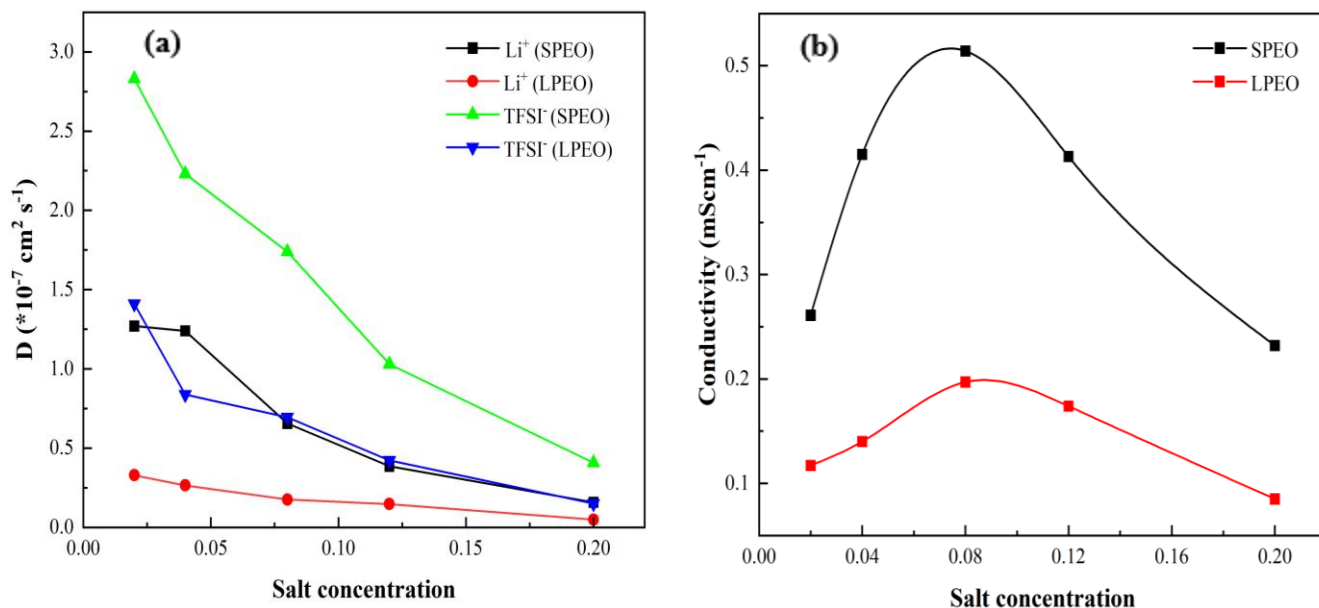 (a)
Li⁺ (SPEO)
Li⁺ (LPEO)
TFSI⁻ (SPEO)
TFSI⁻ (LPEO)
D (*10⁻⁷ cm² s⁻¹)
3.0
2.5
2.0
1.5
1.0
0.5
0.0
0.00 0.05 0.10 0.15 0.20
Salt concentration
(b)
SPEO
LPEO
Conductivity (mScm⁻¹)
0.5
0.4
0.3
0.2
0.1
0.00 0.04 0.08 0.12 0.16 0.20
Salt concentration